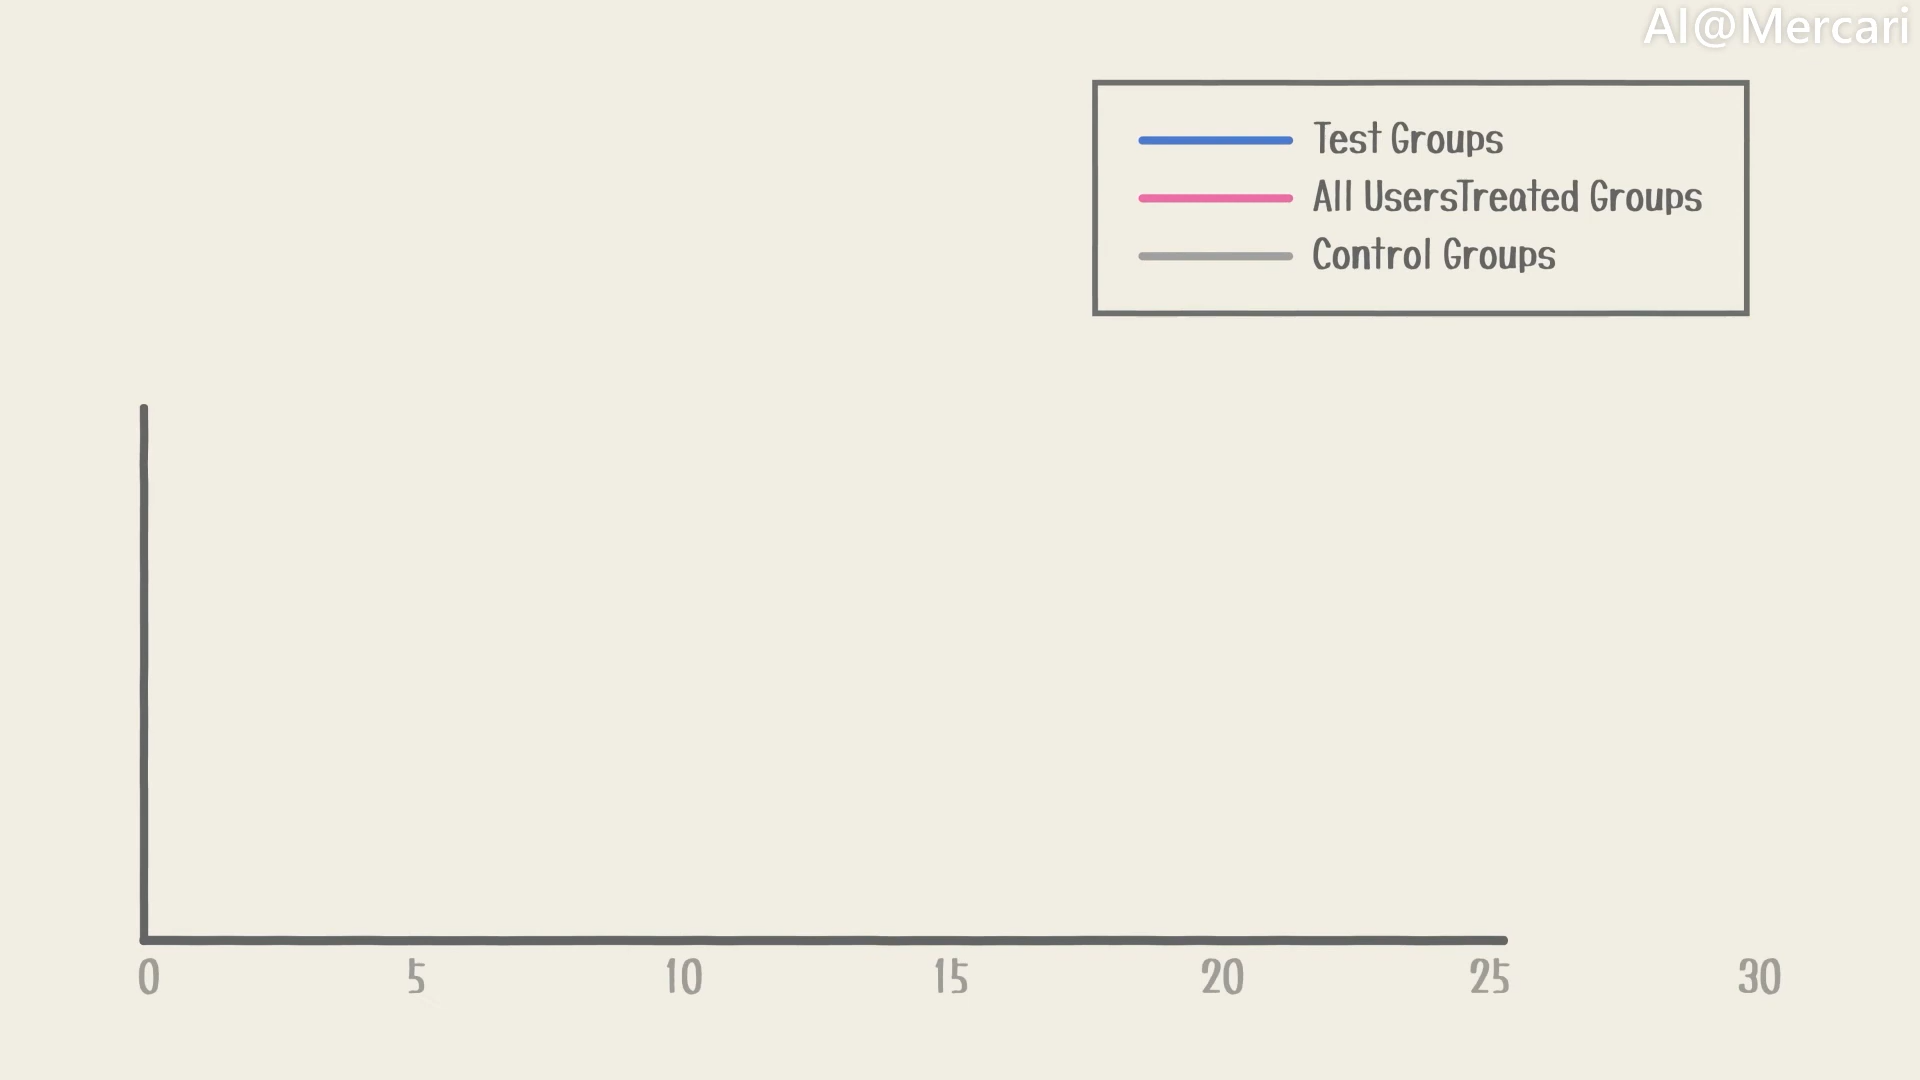 AI@Mercari
Test Groups
All UsersTreated Groups
Control Groups
0 5 10 15 20 25 30